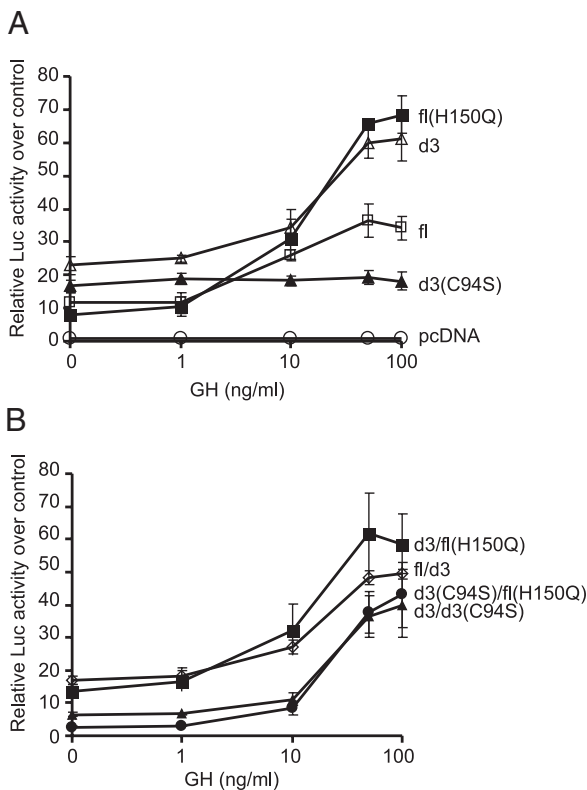 A
Relative Luc activity over control
80
70
60
50
40
30
20
10
0
fl(H150Q)
d3
fl
d3(C94S)
pcDNA
0 1 10 100
GH (ng/ml)
B
Relative Luc activity over control
80
70
60
50
40
30
20
10
0
d3/fl(H150Q)
fl/d3
d3(C94S)/fl(H150Q)
d3/d3(C94S)
0 1 10 100
GH (ng/ml)